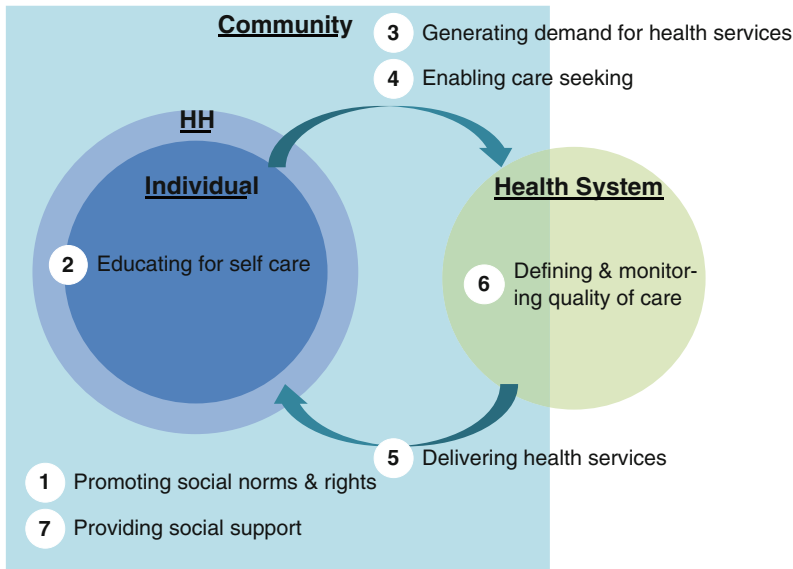 Community
3 Generating demand for health services
4 Enabling care seeking
HH
Individual
Health System
2 Educating for self care
6 Defining & monitor-
ing quality of care
5 Delivering health services
1 Promoting social norms & rights
7 Providing social support